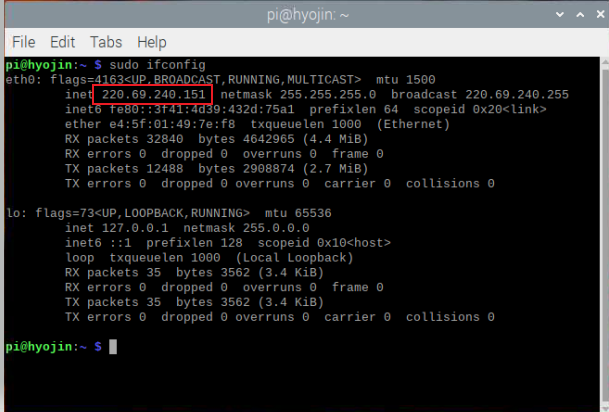 pi@hyojin: ~
File Edit Tabs Help
pi@hyojin:~ $ sudo ifconfig
eth0: flags=4163<UP,BROADCAST,RUNNING,MULTICAST>  mtu 1500
        inet 220.69.240.151  netmask 255.255.255.0  broadcast 220.69.240.255
        inet6 fe80::3f41:4d39:432d:75a1  prefixlen 64  scopeid 0x20<link>
        ether e4:5f:01:49:7e:f8  txqueuelen 1000  (Ethernet)
        RX packets 32840  bytes 4642965 (4.4 MiB)
        RX errors 0  dropped 0  overruns 0  frame 0
        TX packets 12488  bytes 2908874 (2.7 MiB)
        TX errors 0  dropped 0 overruns 0  carrier 0  collisions 0

lo: flags=73<UP,LOOPBACK,RUNNING>  mtu 65536
        inet 127.0.0.1  netmask 255.0.0.0
        inet6 ::1  prefixlen 128  scopeid 0x10<host>
        loop  txqueuelen 1000  (Local Loopback)
        RX packets 35  bytes 3562 (3.4 KiB)
        RX errors 0  dropped 0  overruns 0  frame 0
        TX packets 35  bytes 3562 (3.4 KiB)
        TX errors 0  dropped 0 overruns 0  carrier 0  collisions 0

pi@hyojin:~ $